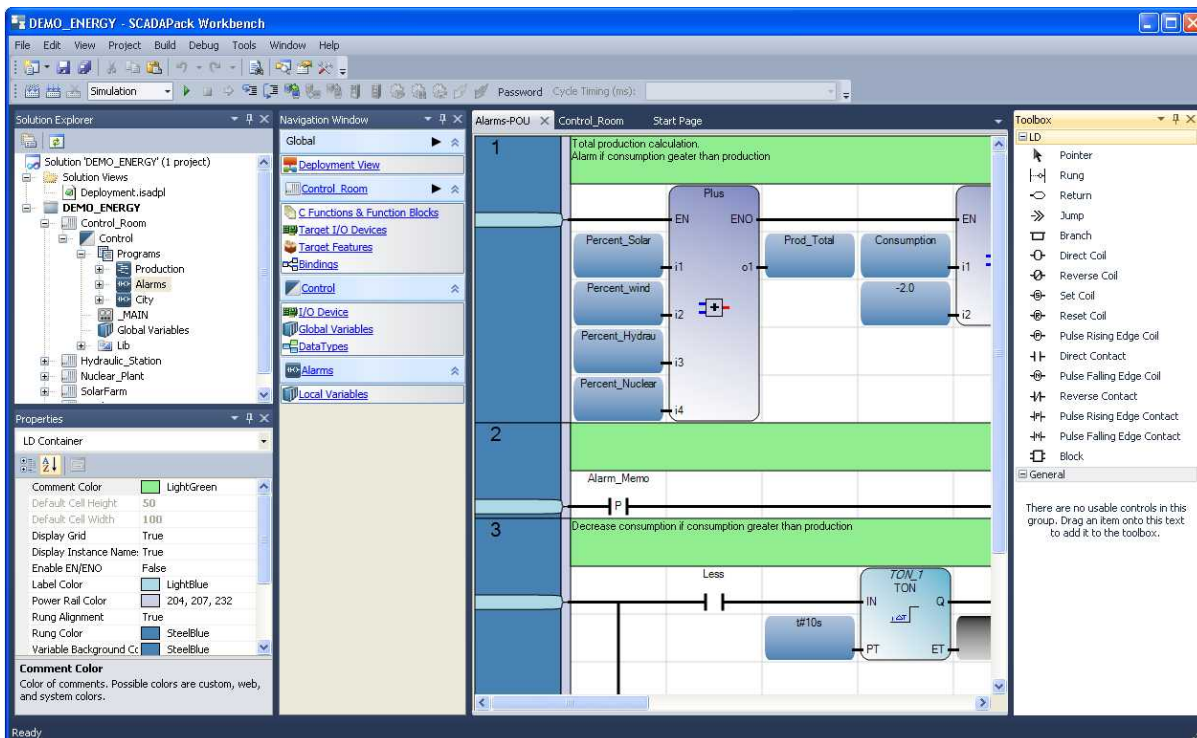 DEMO_ENERGY - SCADAPack Workbench
File Edit View Project Build Debug Tools Window Help
Simulation Password Cycle Timing (ms):
Solution Explorer
Solution 'DEMO_ENERGY' (1 project)
Solution Views
Deployment.isadpl
DEMO_ENERGY
Control_Room
Control
Programs
Production
Alarms
City
_MAIN
Global Variables
Lib
Hydraulic_Station
Nuclear_Plant
SolarFarm
Properties
LD Container
Comment Color LightGreen
Default Cell Height 50
Default Cell Width 100
Display Grid True
Display Instance Name: True
Enable EN/ENO False
Label Color LightBlue
Power Rail Color 204, 207, 232
Rung Alignment True
Rung Color SteelBlue
Variable Background Cc SteelBlue
Comment Color
Color of comments. Possible colors are custom, web,
and system colors.
Navigation Window
Global
Deployment View
Control_Room
C Functions & Function Blocks
Target I/O Devices
Target Features
Bindings
Control
I/O Device
Global Variables
DataTypes
Alarms
Local Variables
Alarms-POU Control_Room Start Page
1
Total production calculation.
Alarm if consumption geater than production
Plus
EN ENO EN
Percent_Solar Prod_Total Consumption
i1 o1 i1
Percent_wind -2.0
i2 i2
Percent_Hydrau
i3
Percent_Nuclear
i4
2
Alarm_Memo
P
3
Decrease consumption if consumption greater than production
Less TON_1
TON
IN Q
t#10s
PT ET
Toolbox
LD
Pointer
Rung
Return
Jump
Branch
Direct Coil
Reverse Coil
Set Coil
Reset Coil
Pulse Rising Edge Coil
Direct Contact
Pulse Falling Edge Coil
Reverse Contact
Pulse Rising Edge Contact
Pulse Falling Edge Contact
Block
General
There are no usable controls in this
group. Drag an item onto this text
to add it to the toolbox.
Ready